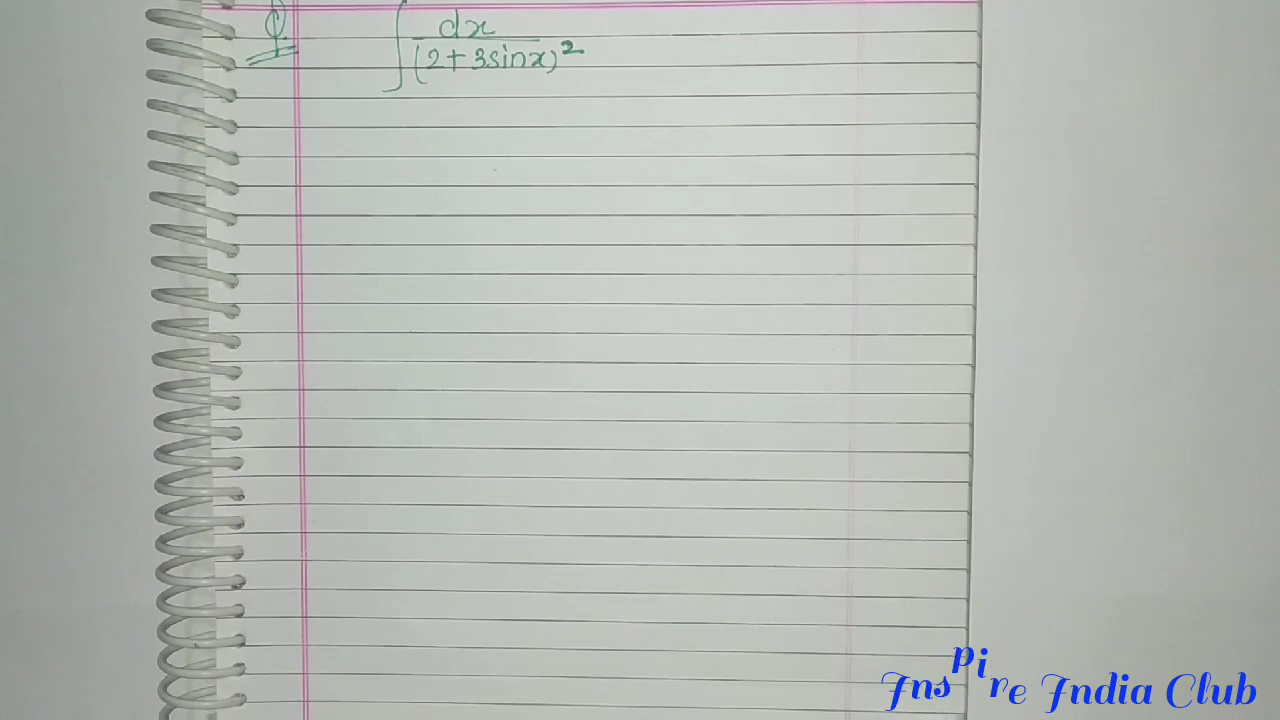 Q ∫ dx
(2+3sinx)²
Inspire India Club